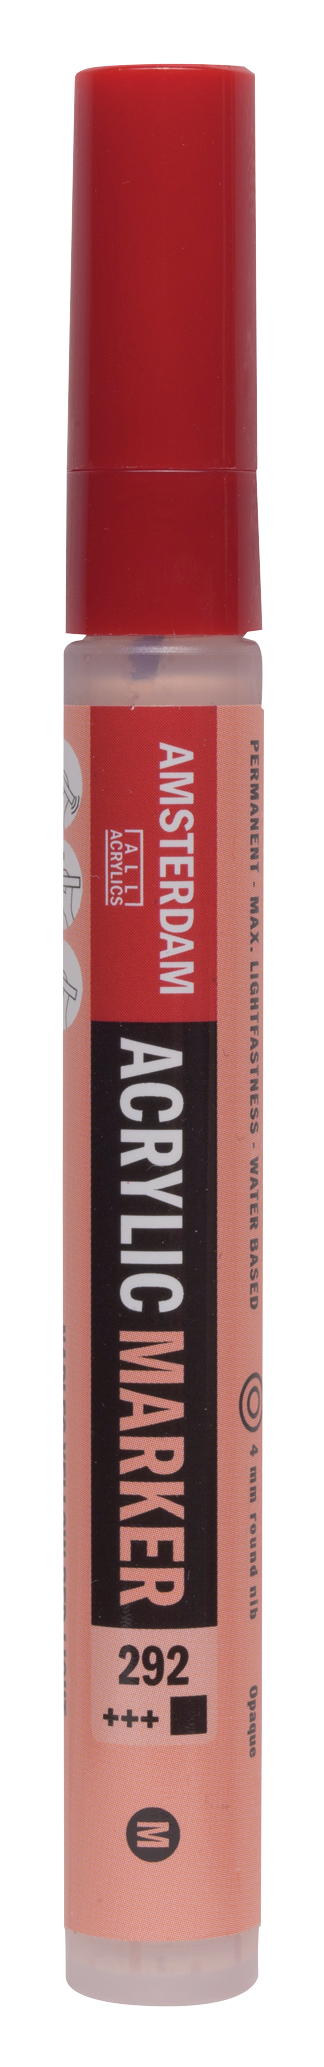 AMSTERDAM
ALL
ACRYLICS
ACRYLIC MARKER
292
+++
M
PERMANENT - MAX. LIGHTFASTNESS - WATER BASED
4 mm round nib
Opaque